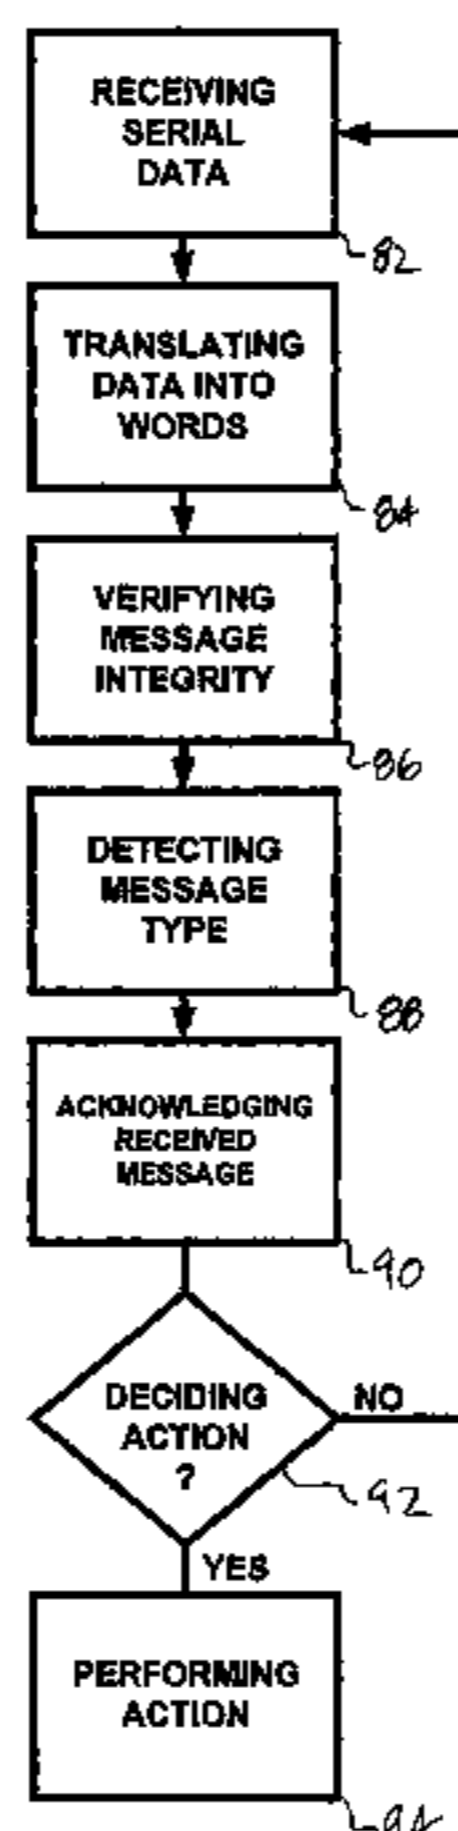 RECEIVING
SERIAL
DATA
82
TRANSLATING
DATA INTO
WORDS
84
VERIFYING
MESSAGE
INTEGRITY
86
DETECTING
MESSAGE
TYPE
88
ACKNOWLEDGING
RECEIVED
MESSAGE
90
DECIDING
ACTION
?
NO
92
YES
PERFORMING
ACTION
94